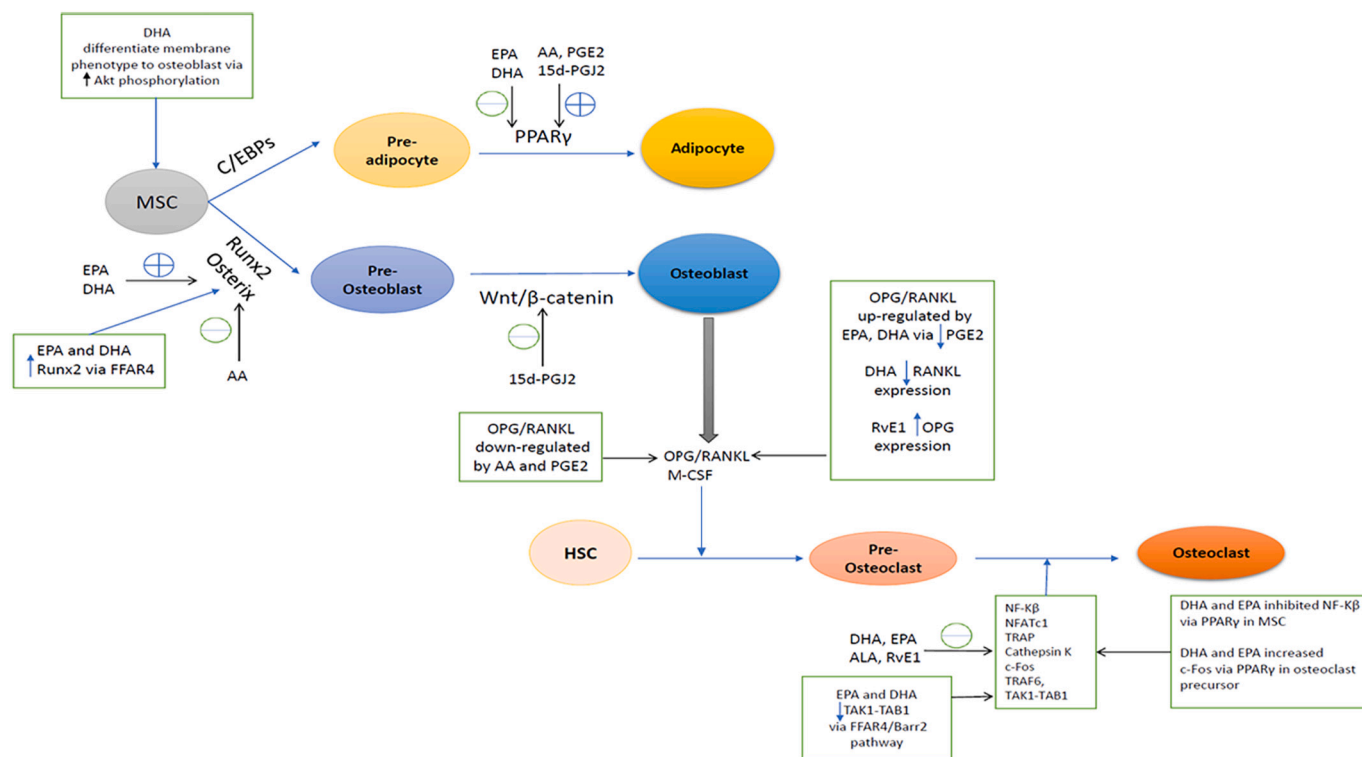 DHA
differentiate membrane
phenotype to osteoblast via
Akt phosphorylation
EPA
DHA
AA, PGE2
15d-PGJ2
PPARγ
C/EBPs
Pre-
adipocyte
Adipocyte
MSC
Runx2
Osterix
EPA
DHA
Pre-
Osteoblast
Osteoblast
Wnt/β-catenin
15d-PGJ2
EPA and DHA
Runx2 via FFAR4
AA
OPG/RANKL
up-regulated by
EPA, DHA via PGE2
DHA RANKL
expression
RvE1 OPG
expression
OPG/RANKL
down-regulated
by AA and PGE2
OPG/RANKL
M-CSF
HSC
Pre-
Osteoclast
Osteoclast
NF-Kβ
NFATc1
TRAP
Cathepsin K
c-Fos
TRAF6,
TAK1-TAB1
DHA, EPA
ALA, RvE1
EPA and DHA
TAK1-TAB1
via FFAR4/Barr2
pathway
DHA and EPA inhibited NF-Kβ
via PPARγ in MSC
DHA and EPA increased
c-Fos via PPARγ in osteoclast
precursor